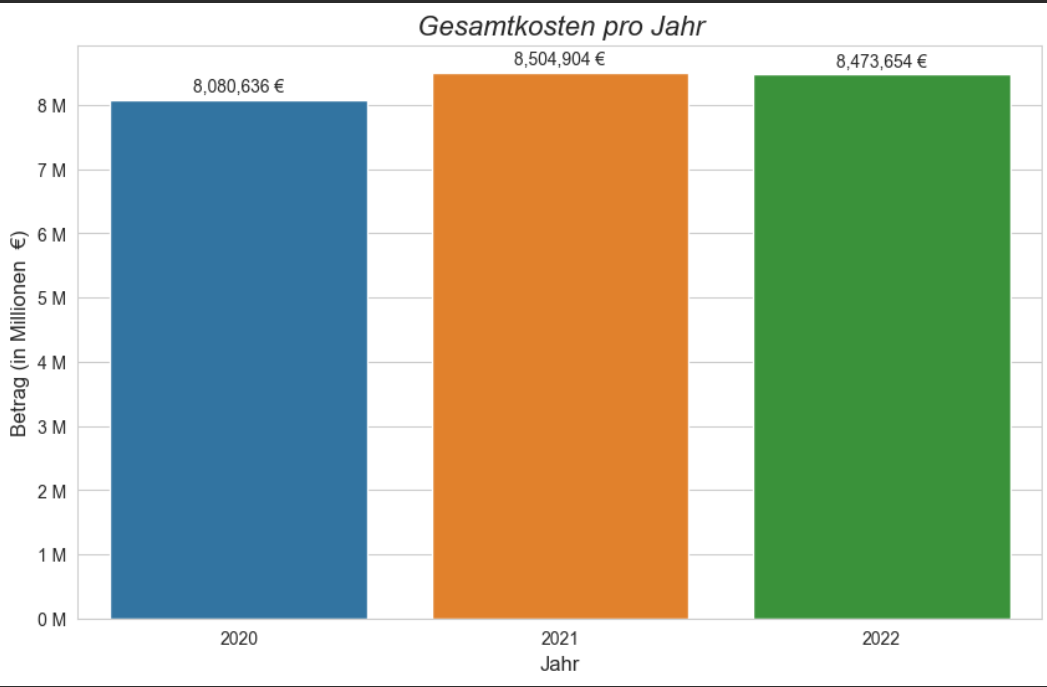 Gesamtkosten pro Jahr
8,080,636 €
8,504,904 €
8,473,654 €
8 M
7 M
6 M
5 M
4 M
3 M
2 M
1 M
0 M
Betrag (in Millionen €)
2020
2021
2022
Jahr